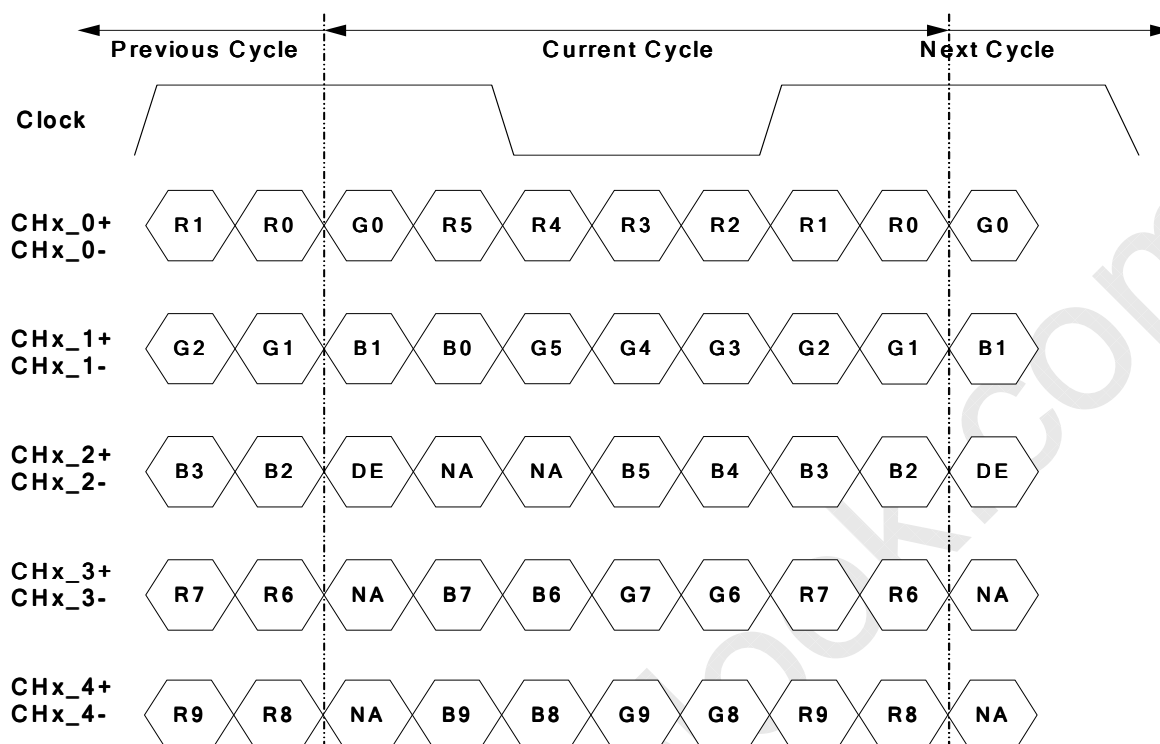 Previous Cycle Current Cycle Next Cycle
Clock
CHx_0+ R1 R0 G0 R5 R4 R3 R2 R1 R0 G0
CHx_0-
CHx_1+ G2 G1 B1 B0 G5 G4 G3 G2 G1 B1
CHx_1-
CHx_2+ B3 B2 DE NA NA B5 B4 B3 B2 DE
CHx_2-
CHx_3+ R7 R6 NA B7 B6 G7 G6 R7 R6 NA
CHx_3-
CHx_4+ R9 R8 NA B9 B8 G9 G8 R9 R8 NA
CHx_4-
look.com